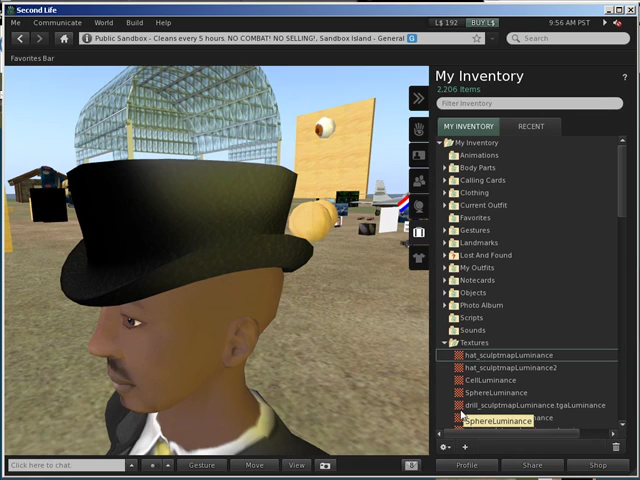 Second Life
Me Communicate World Build Help L$ 192 BUY L$ 9:56 AM PST
Public Sandbox - Cleans every 5 hours. NO COMBAT! NO SELLING!, Sandbox Island - General G Search
Favorites Bar
My Inventory ?
2,206 Items
Filter Inventory
MY INVENTORY RECENT
My Inventory
Animations
Body Parts
Calling Cards
Clothing
Current Outfit
Favorites
Gestures
Landmarks
Lost And Found
My Outfits
Notecards
Objects
Photo Album
Scripts
Sounds
Textures
hat_sculptmapLuminance
hat_sculptmapLuminance2
CellLuminance
SphereLuminance
drill_sculptmapLuminance.tgaLuminance
SphereLuminance
Click here to chat. Gesture Move View Profile Share Shop